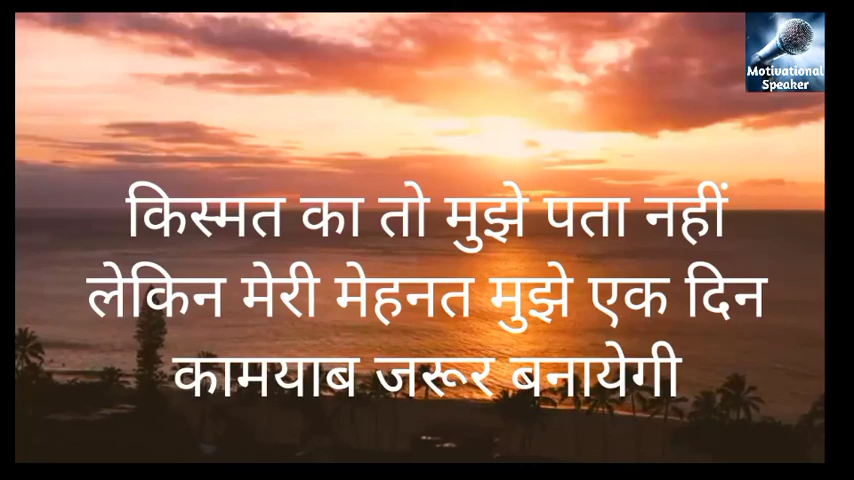 Motivational
Speaker
किस्मत का तो मुझे पता नहीं
लेकिन मेरी मेहनत मुझे एक दिन
कामयाब जरूर बनायेगी